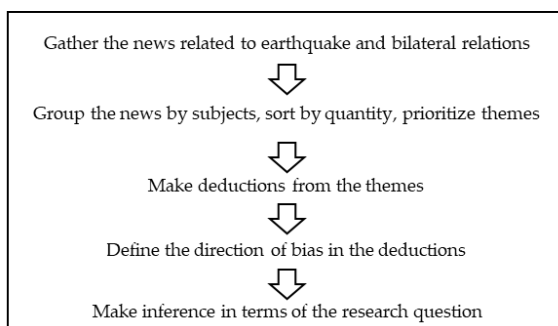 Gather the news related to earthquake and bilateral relations
Group the news by subjects, sort by quantity, prioritize themes
Make deductions from the themes
Define the direction of bias in the deductions
Make inference in terms of the research question